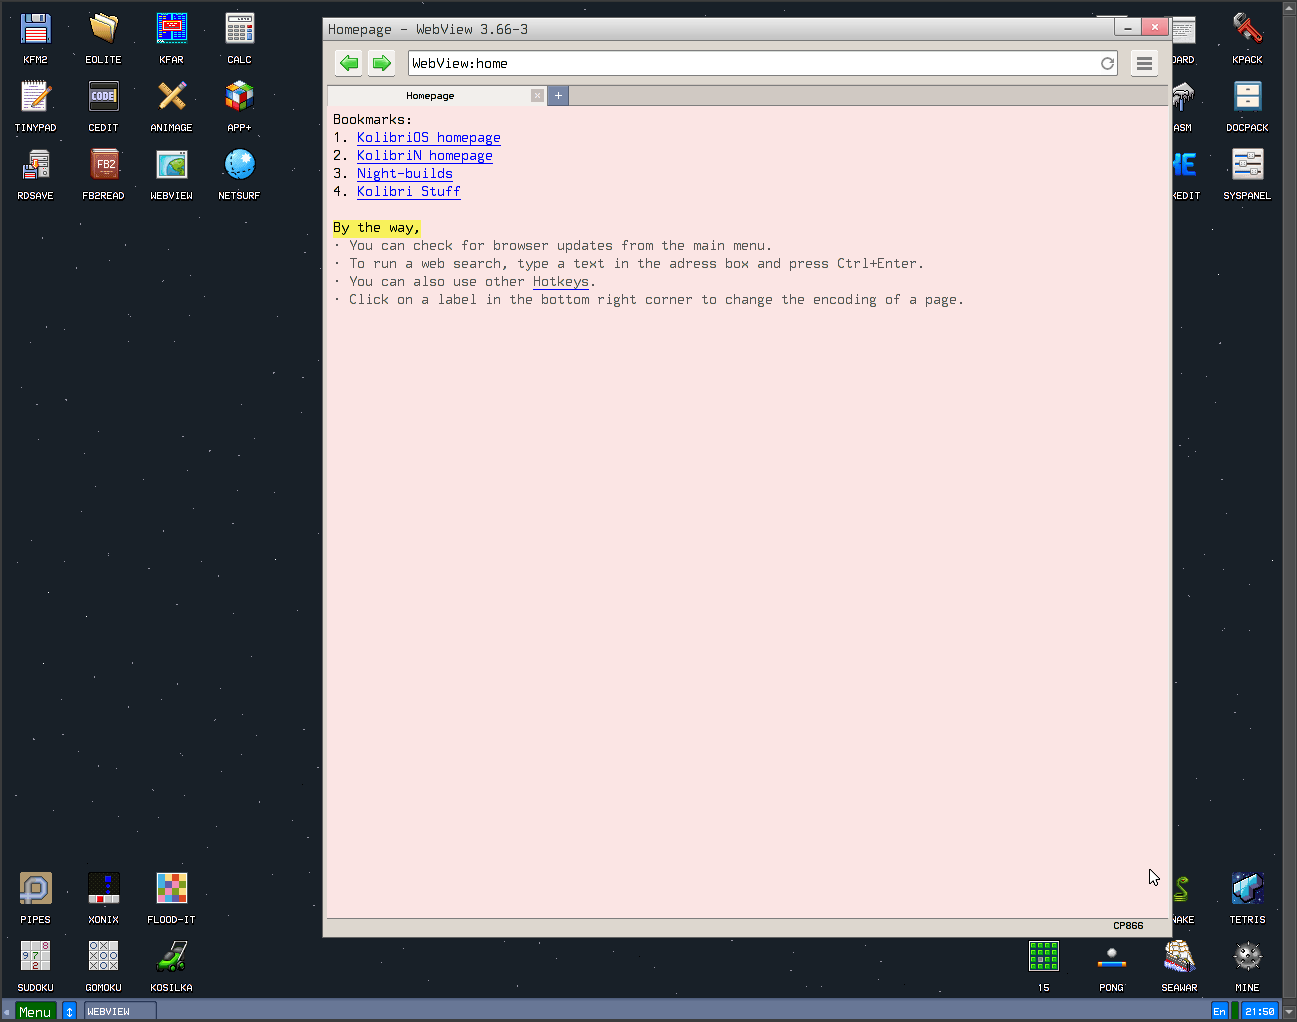 Homepage - WebView 3.66-3
WebView:home
Homepage
Bookmarks:
1. KolibriOS homepage
2. KolibriN homepage
3. Night-builds
4. Kolibri Stuff
By the way,
· You can check for browser updates from the main menu.
· To run a web search, type a text in the adress box and press Ctrl+Enter.
· You can also use other Hotkeys.
· Click on a label in the bottom right corner to change the encoding of a page.
CP866
KFM2 EOLITE KFAR CALC
KPACK
TINYPAD CEDIT ANIMAGE APP+
DOCPACK
RDSAVE FB2READ WEBVIEW NETSURF
SYSPANEL
PIPES XONIX FLOOD-IT
TETRIS
SUDOKU GOMOKU KOSILKA
15 PONG SEAWAR MINE
Menu WEBVIEW
En 21:50